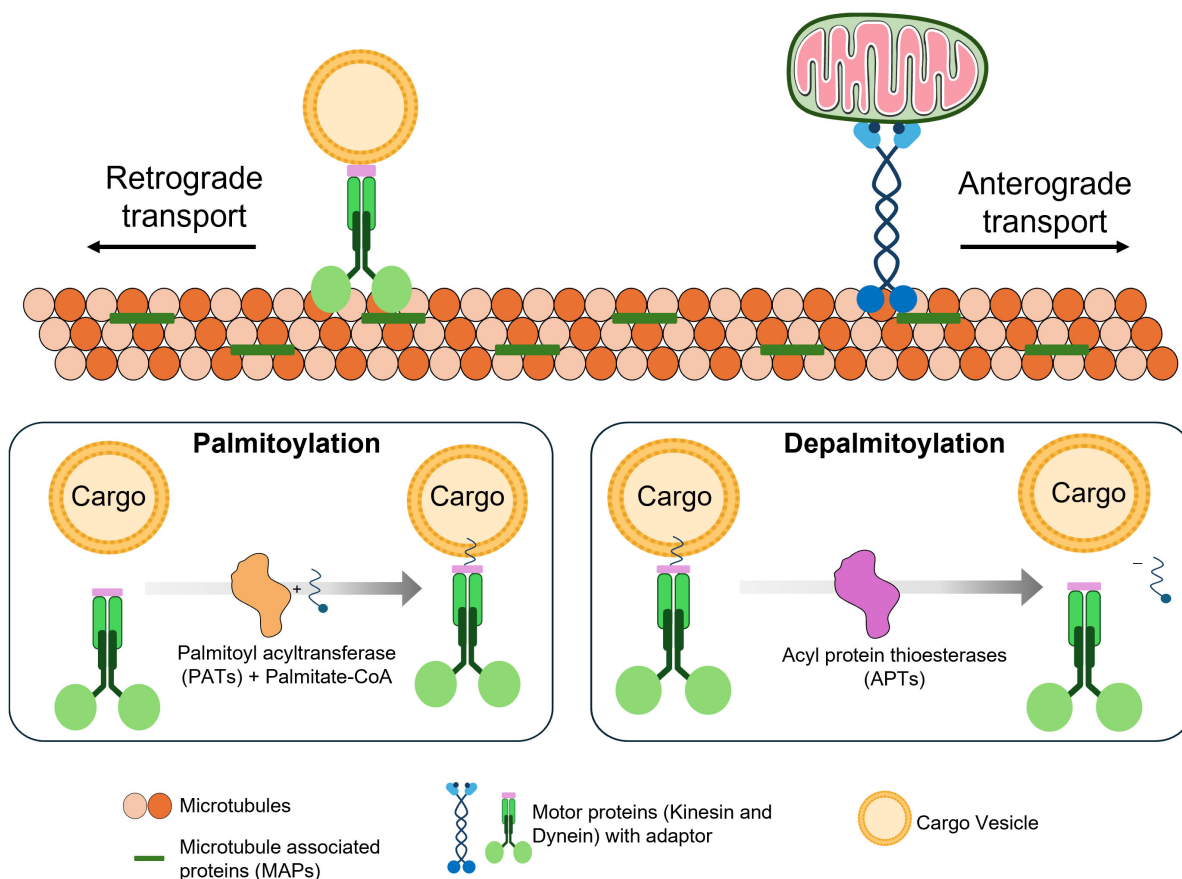 Retrograde
transport
Anterograde
transport
Palmitoylation
Cargo
Cargo
+
Palmitoyl acyltransferase
(PATs) + Palmitate-CoA
Depalmitoylation
Cargo
Cargo
−
Acyl protein thioesterases
(APTs)
Microtubules
Microtubule associated
proteins (MAPs)
Motor proteins (Kinesin and
Dynein) with adaptor
Cargo Vesicle